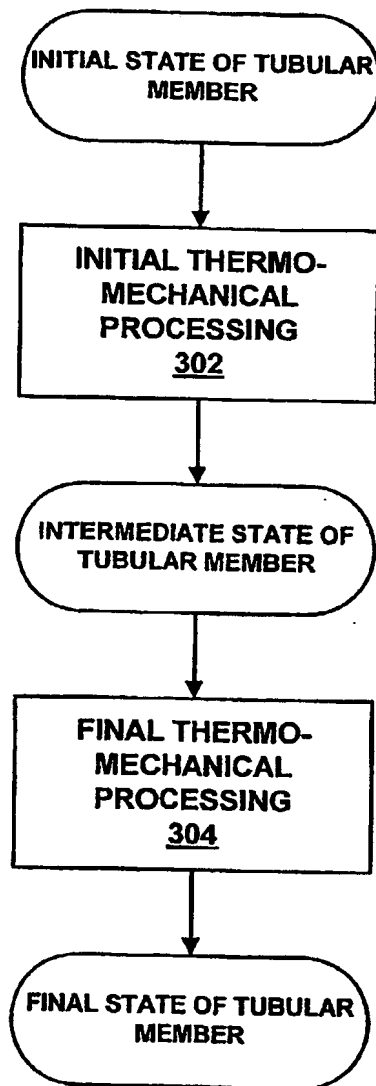 INITIAL STATE OF TUBULAR
MEMBER
INITIAL THERMO-
MECHANICAL
PROCESSING
302
INTERMEDIATE STATE OF
TUBULAR MEMBER
FINAL THERMO-
MECHANICAL
PROCESSING
304
FINAL STATE OF TUBULAR
MEMBER